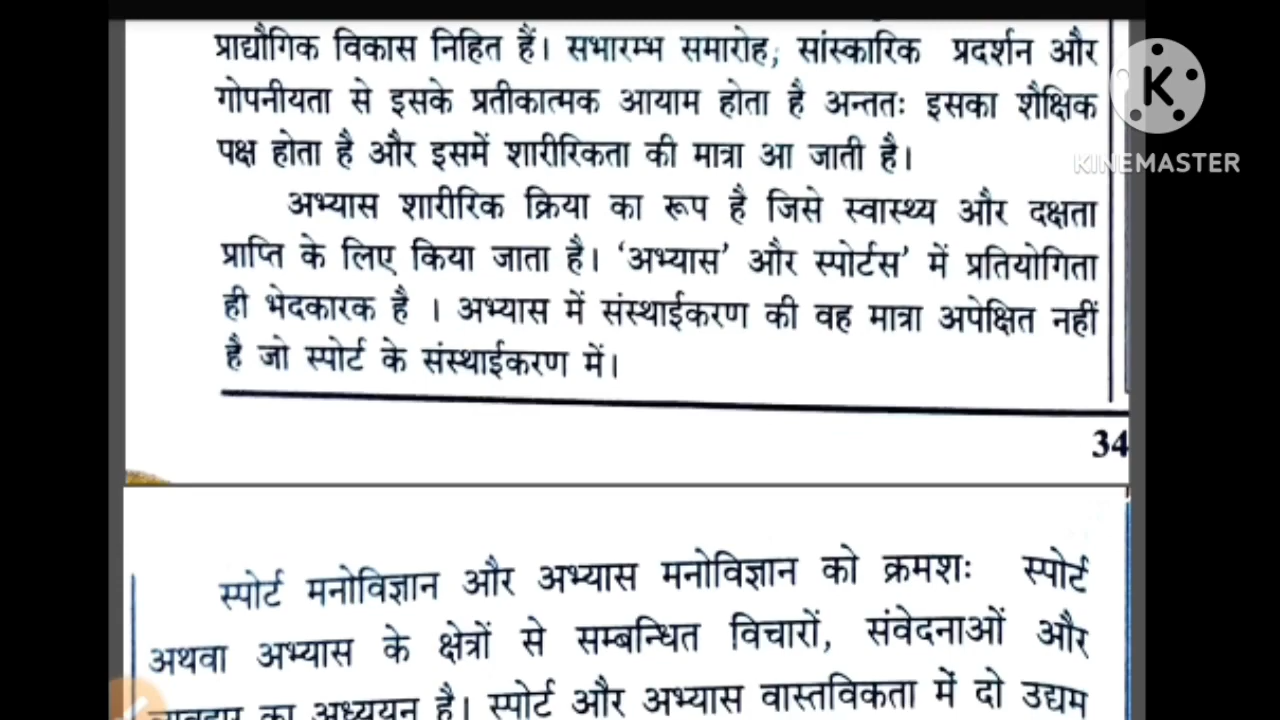 प्राद्यौगिक विकास निहित हैं। सभारम्भ समारोह, सांस्कारिक प्रदर्शन और
गोपनीयता से इसके प्रतीकात्मक आयाम होता है अन्ततः इसका शैक्षिक
पक्ष होता है और इसमें शारीरिकता की मात्रा आ जाती है।
KINEMASTER
अभ्यास शारीरिक क्रिया का रूप है जिसे स्वास्थ्य और दक्षता
प्राप्ति के लिए किया जाता है। ‘अभ्यास’ और स्पोर्टस’ में प्रतियोगिता
ही भेदकारक है । अभ्यास में संस्थाईकरण की वह मात्रा अपेक्षित नहीं
है जो स्पोर्ट के संस्थाईकरण में।
34
स्पोर्ट मनोविज्ञान और अभ्यास मनोविज्ञान को क्रमशः स्पोर्ट
अथवा अभ्यास के क्षेत्रों से सम्बन्धित विचारों, संवेदनाओं और
का अध्ययन है। स्पोर्ट और अभ्यास वास्तविकता में दो उद्यम